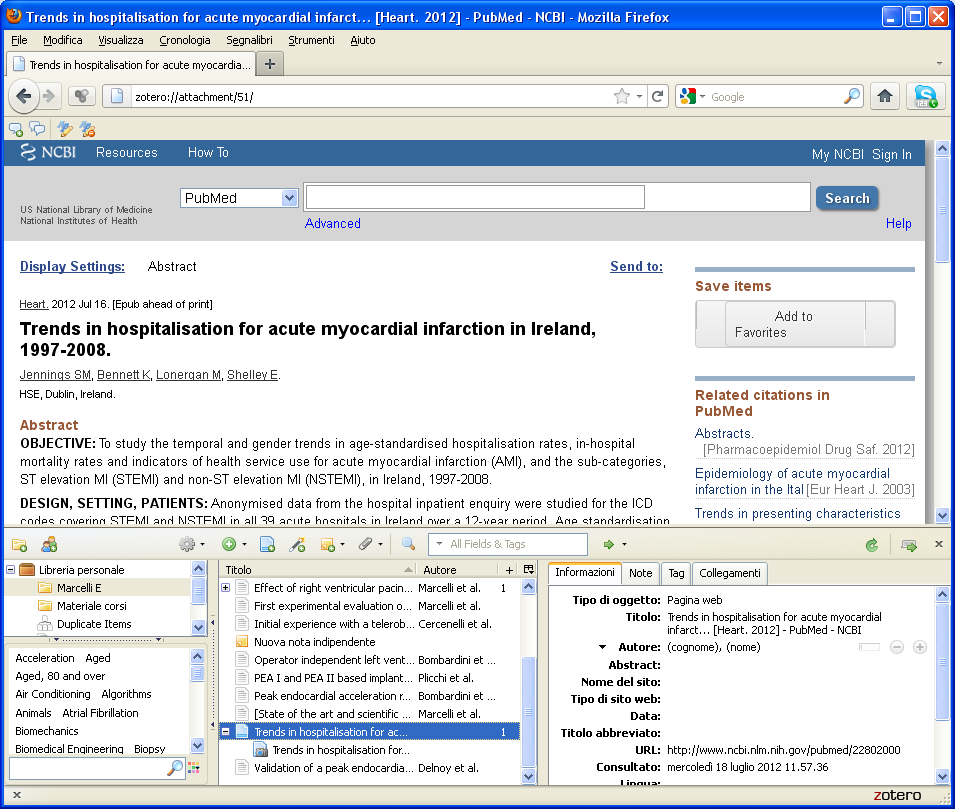 Trends in hospitalisation for acute myocardial infarct... [Heart. 2012] - PubMed - NCBI - Mozilla Firefox
File Modifica Visualizza Cronologia Segnalibri Strumenti Aiuto
Trends in hospitalisation for acute myocardia...
zotero://attachment/51/
Google
NCBI Resources How To My NCBI Sign In
US National Library of Medicine
National Institutes of Health
PubMed
Search
Advanced
Help
Display Settings: Abstract Send to:
Heart. 2012 Jul 16. [Epub ahead of print]
Trends in hospitalisation for acute myocardial infarction in Ireland,
1997-2008.
Jennings SM, Bennett K, Lonergan M, Shelley E.
HSE, Dublin, Ireland.
Abstract
OBJECTIVE: To study the temporal and gender trends in age-standardised hospitalisation rates, in-hospital
mortality rates and indicators of health service use for acute myocardial infarction (AMI), and the sub-categories,
ST elevation MI (STEMI) and non-ST elevation MI (NSTEMI), in Ireland, 1997-2008.
DESIGN, SETTING, PATIENTS: Anonymised data from the hospital inpatient enquiry were studied for the ICD
codes covering STEMI and NSTEMI in all 39 acute hospitals in Ireland over a 12-year period. Age standardisation
Save items
Add to
Favorites
Related citations in
PubMed
Abstracts.
[Pharmacoepidemiol Drug Saf. 2012]
Epidemiology of acute myocardial
infarction in the Ital [Eur Heart J. 2003]
Trends in presenting characteristics
All Fields & Tags
Libreria personale
Marcelli E
Materiale corsi
Duplicate Items
Acceleration Aged
Aged, 80 and over
Air Conditioning Algorithms
Animals Atrial Fibrillation
Biomechanics
Biomedical Engineering Biopsy
Titolo Autore
Effect of right ventricular pacin... Marcelli et al. 1
First experimental evaluation o... Marcelli et al.
Initial experience with a telerob... Cercenelli et al.
Nuova nota indipendente
Operator independent left vent... Bombardini et ...
PEA I and PEA II based implant... Plicchi et al.
Peak endocardial acceleration r... Bombardini et ...
[State of the art and scientific ... Marcelli et al.
Trends in hospitalisation for ac... 1
Trends in hospitalisation for...
Validation of a peak endocardia... Delnoy et al.
Informazioni Note Tag Collegamenti
Tipo di oggetto: Pagina web
Titolo: Trends in hospitalisation for acute myocardial
infarct... [Heart. 2012] - PubMed - NCBI
Autore: (cognome), (nome)
Abstract:
Nome del sito:
Tipo di sito web:
Data:
Titolo abbreviato:
URL: http://www.ncbi.nlm.nih.gov/pubmed/22802000
Consultato: mercoledì 18 luglio 2012 11.57.36
Lingua:
zotero